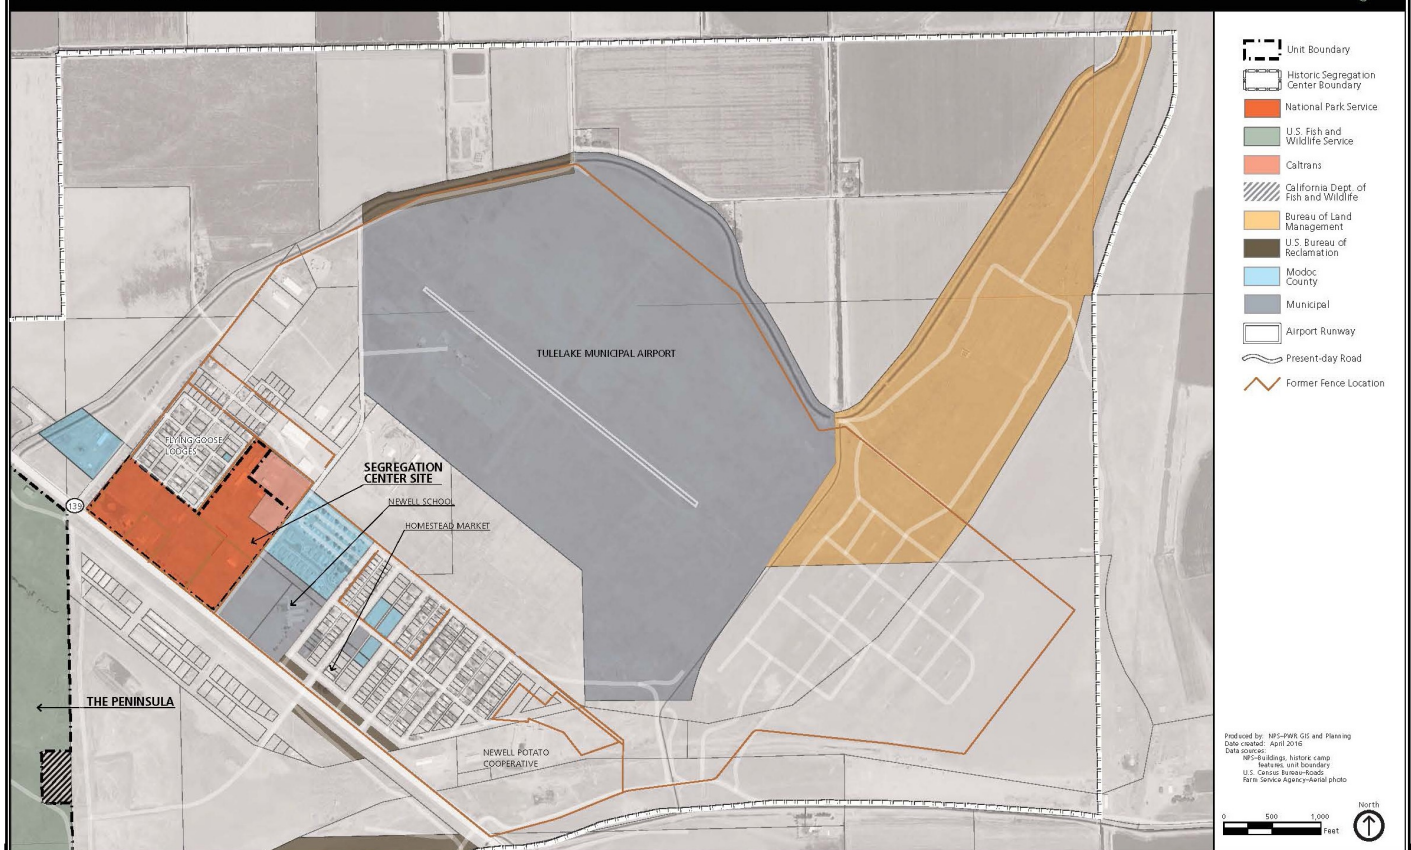 TULELAKE MUNICIPAL AIRPORT
FLYING GOOSE
LODGES
SEGREGATION
CENTER SITE
NEWELL SCHOOL
HOMESTEAD MARKET
139
THE PENINSULA
NEWELL POTATO
COOPERATIVE
Unit Boundary
Historic Segregation
Center Boundary
National Park Service
U.S. Fish and
Wildlife Service
Caltrans
California Dept. of
Fish and Wildlife
Bureau of Land
Management
U.S. Bureau of
Reclamation
Modoc
County
Municipal
Airport Runway
Present-day Road
Former Fence Location
Produced by: NPS-PWR GIS and Planning
Date created: April 2016
Data sources:
NPS-Buildings, historic camp
features, unit boundary
U.S. Census Bureau-Roads
Farm Service Agency-Aerial photo
North
0 500 1,000
Feet